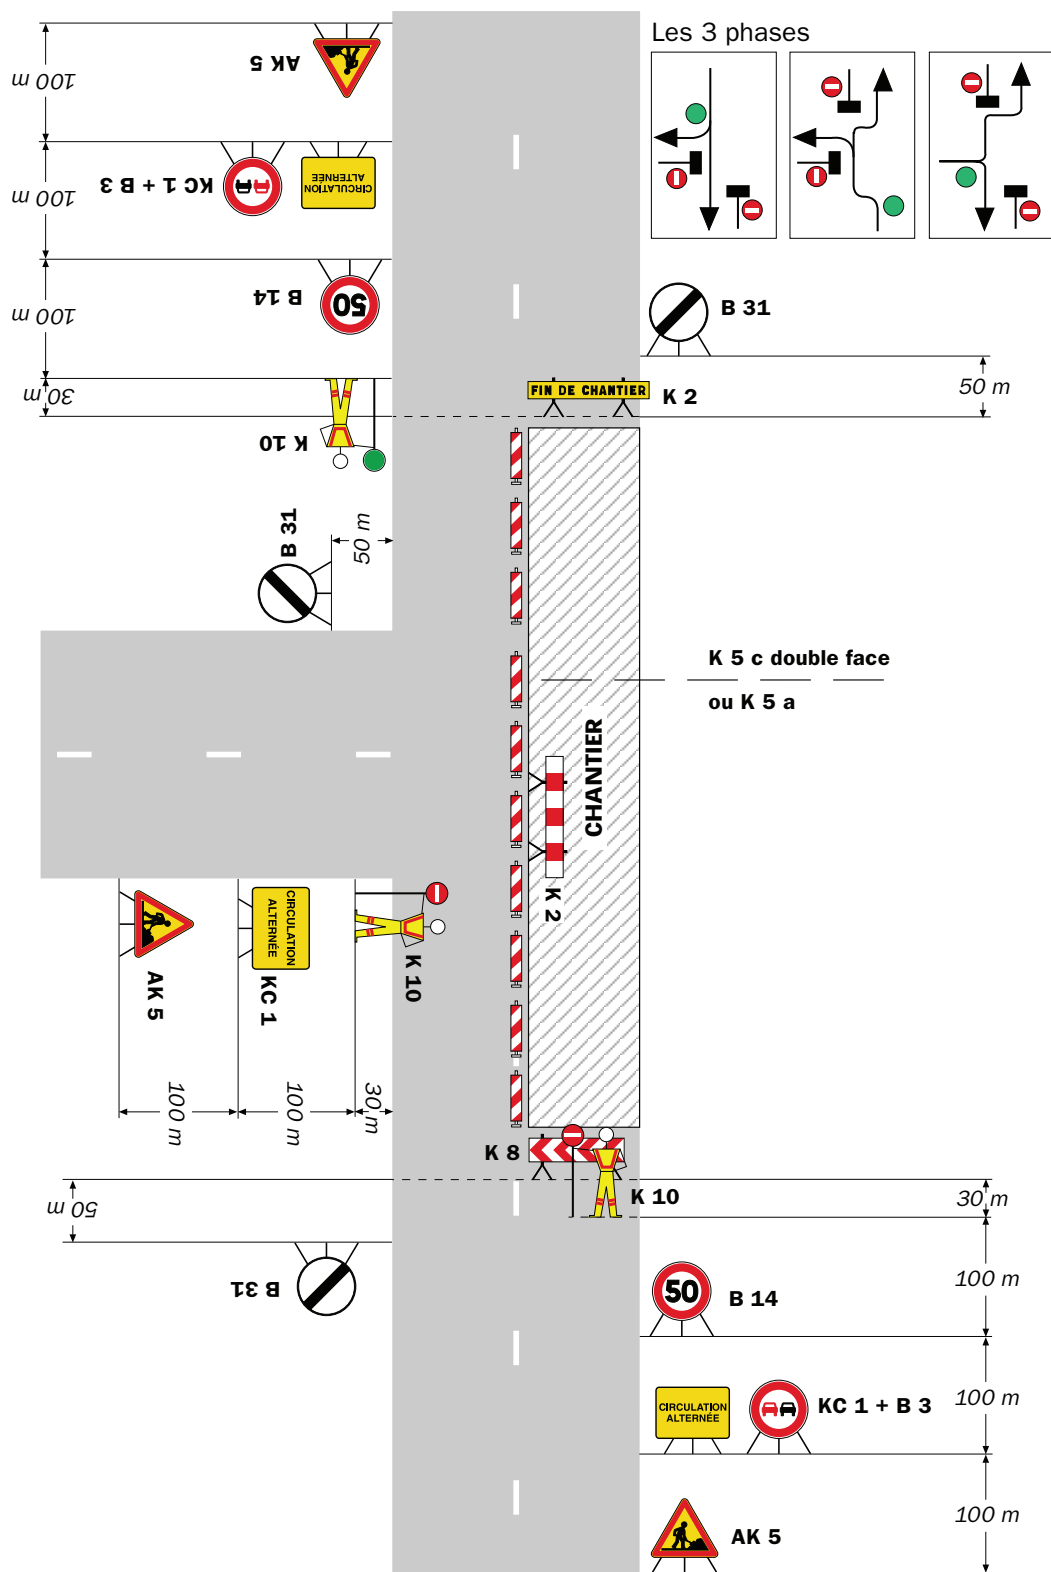 Les 3 phases
100 m
AK 5
100 m
KC 1 + B 3
CIRCULATION
ALTERNÉE
100 m
B 14
50
B 31
30 m
K 10
FIN DE CHANTIER
K 2
50 m
B 31
50 m
K 5 c double face
ou K 5 a
CHANTIER
K 2
AK 5
KC 1
CIRCULATION
ALTERNÉE
K 10
100 m
100 m
30 m
K 8
K 10
30 m
50 m
B 31
50
B 14
100 m
CIRCULATION
ALTERNÉE
KC 1 + B 3
100 m
AK 5
100 m